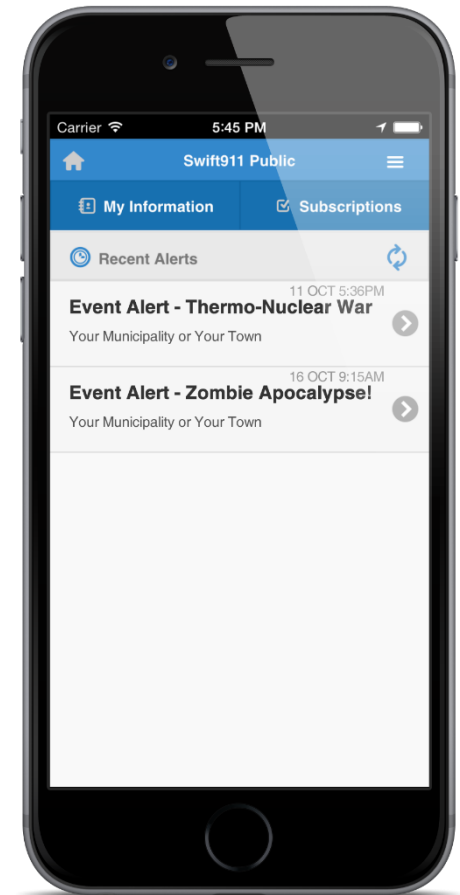 Carrier 5:45 PM
Swift911 Public
My Information Subscriptions
Recent Alerts
11 OCT 5:36PM
Event Alert - Thermo-Nuclear War
Your Municipality or Your Town
16 OCT 9:15AM
Event Alert - Zombie Apocalypse!
Your Municipality or Your Town